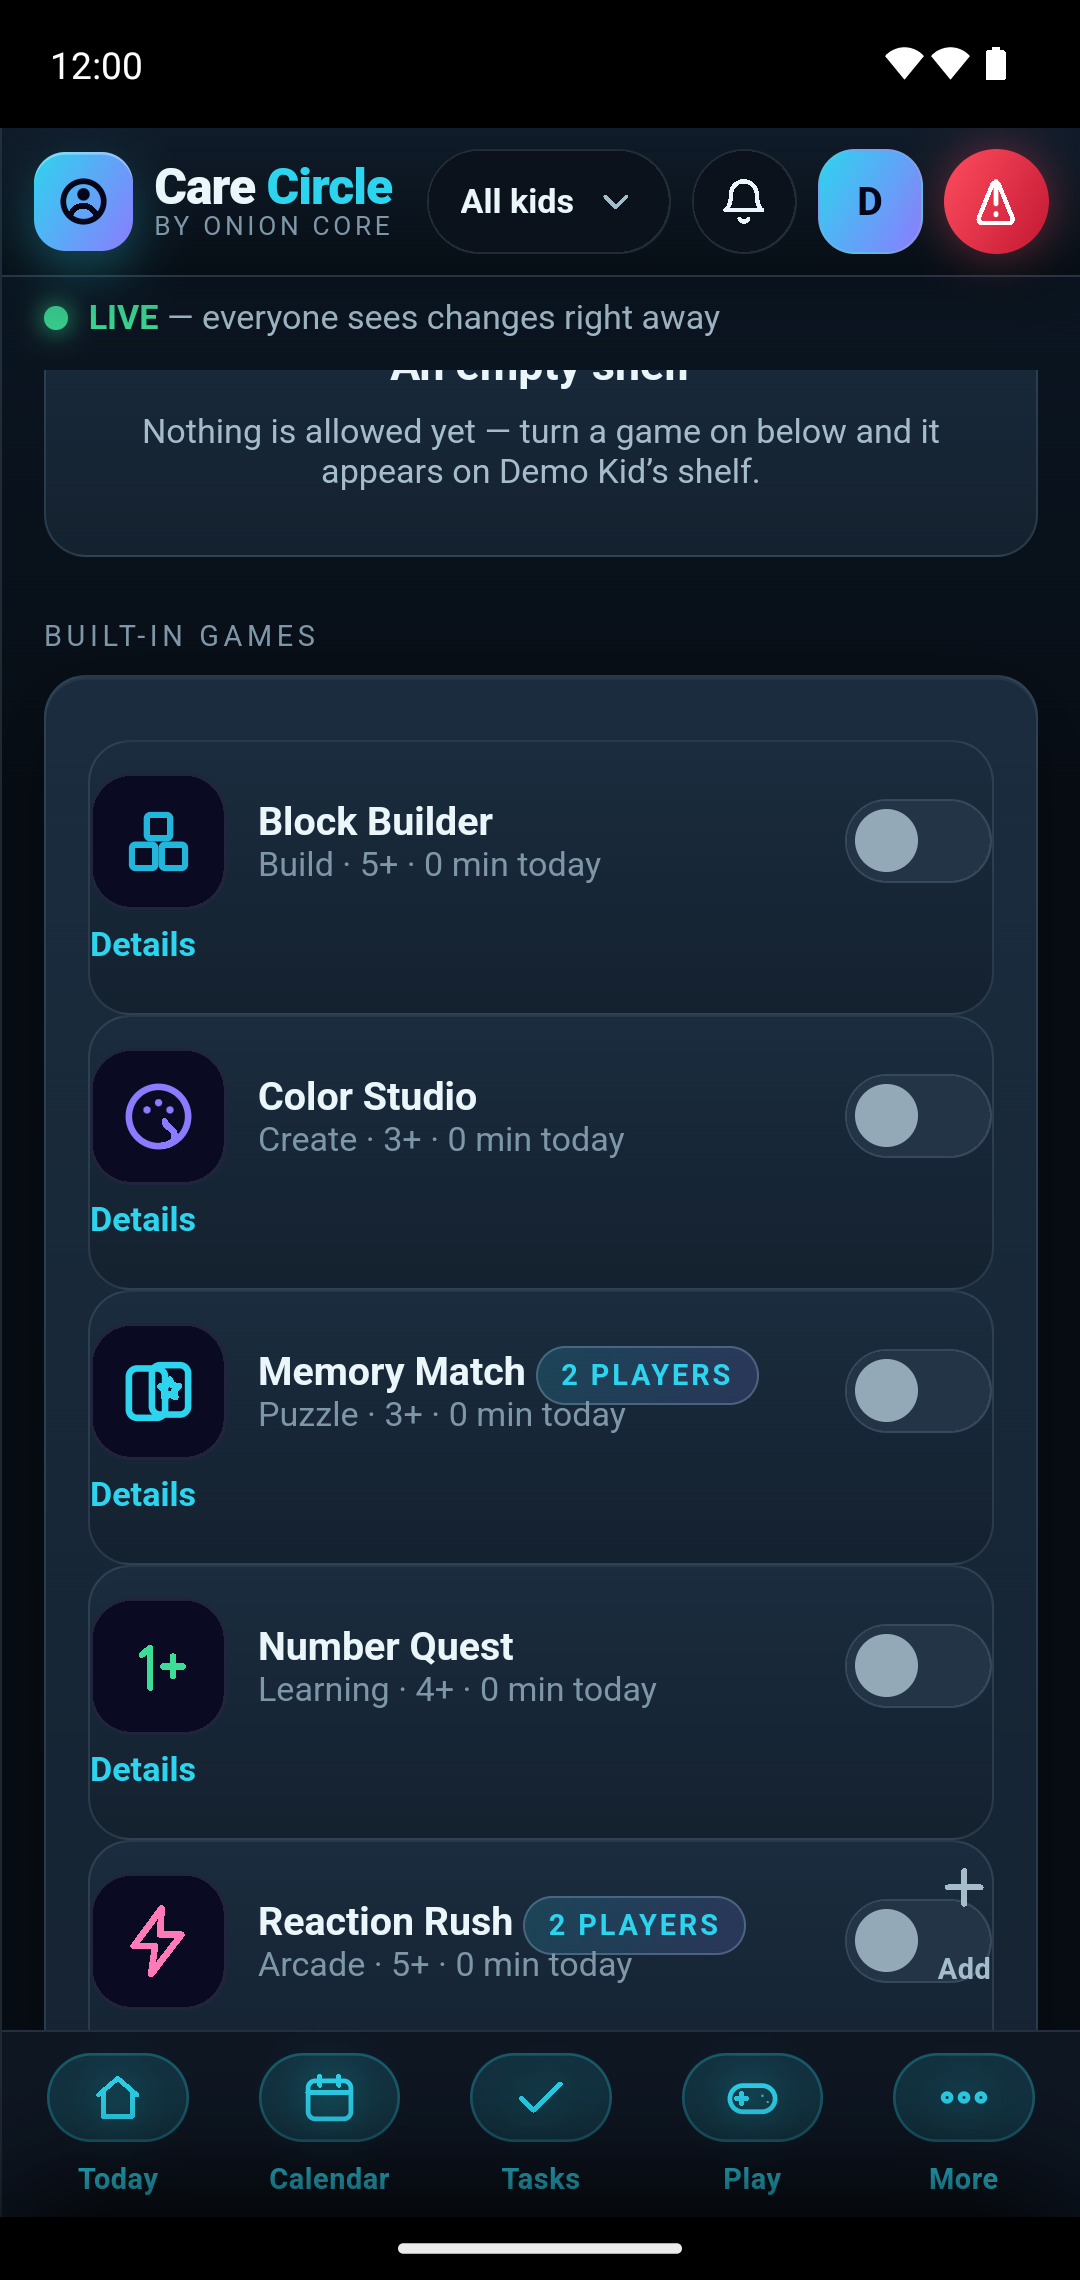 12:00
Care Circle
BY ONION CORE
All kids
D
LIVE — everyone sees changes right away
An empty shelf
Nothing is allowed yet — turn a game on below and it
appears on Demo Kid’s shelf.
BUILT-IN GAMES
Block Builder
Build · 5+ · 0 min today
Details
Color Studio
Create · 3+ · 0 min today
Details
Memory Match 2 PLAYERS
Puzzle · 3+ · 0 min today
Details
1+
Number Quest
Learning · 4+ · 0 min today
Details
Reaction Rush 2 PLAYERS
Arcade · 5+ · 0 min today
Add
Today
Calendar
Tasks
Play
More